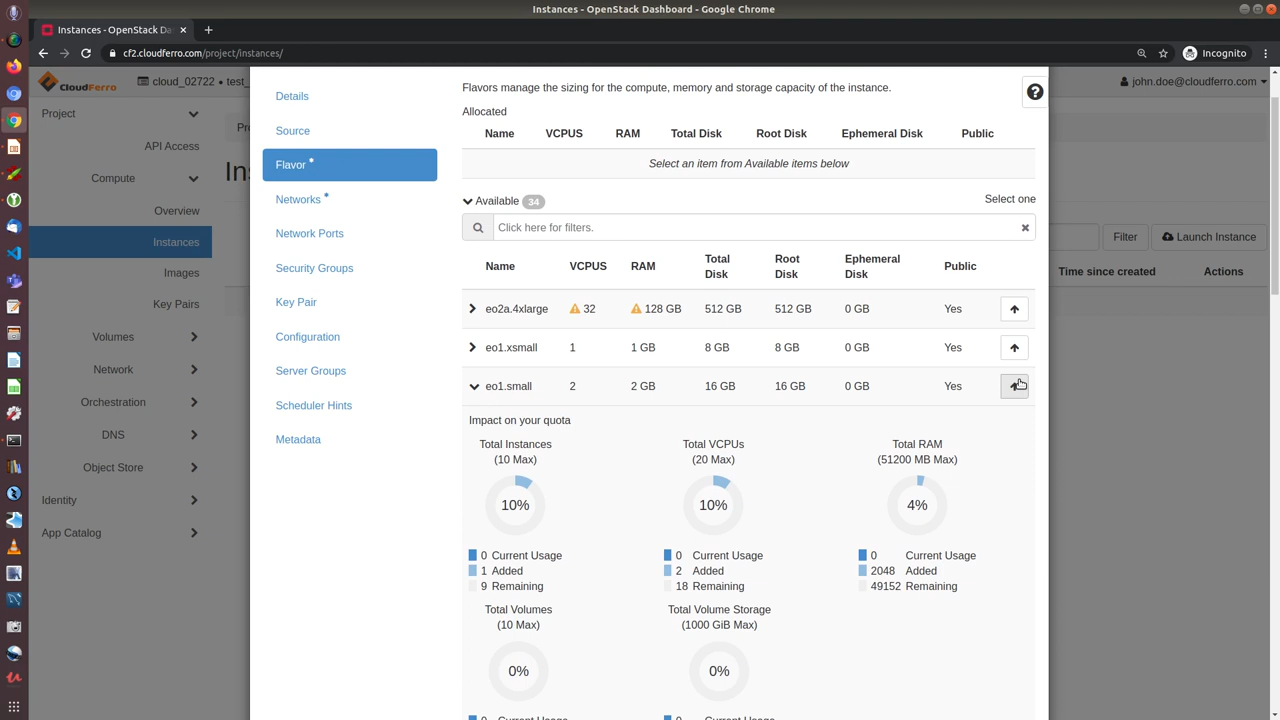 Instances - OpenStack Dashboard - Google Chrome
Instances - OpenStack Da
cf2.cloudferro.com/project/instances/
Incognito
CloudFerro
cloud_02722 • test_
john.doe@cloudferro.com
Project
API Access
Compute
Overview
Instances
Images
Key Pairs
Volumes
Network
Orchestration
DNS
Object Store
Identity
App Catalog
Details
Source
Flavor *
Networks *
Network Ports
Security Groups
Key Pair
Configuration
Server Groups
Scheduler Hints
Metadata
Flavors manage the sizing for the compute, memory and storage capacity of the instance.
Allocated
Name VCPUS RAM Total Disk Root Disk Ephemeral Disk Public
Select an item from Available items below
Available 34 Select one
Click here for filters.
Name VCPUS RAM Total Disk Root Disk Ephemeral Disk Public
eo2a.4xlarge 32 128 GB 512 GB 512 GB 0 GB Yes
eo1.xsmall 1 1 GB 8 GB 8 GB 0 GB Yes
eo1.small 2 2 GB 16 GB 16 GB 0 GB Yes
Impact on your quota
Total Instances Total VCPUs Total RAM
(10 Max) (20 Max) (51200 MB Max)
10% 10% 4%
0 Current Usage 0 Current Usage 0 Current Usage
1 Added 2 Added 2048 Added
9 Remaining 18 Remaining 49152 Remaining
Total Volumes Total Volume Storage
(10 Max) (1000 GiB Max)
0% 0%
0 Current Usage 0 Current Usage
Filter
Launch Instance
Time since created Actions